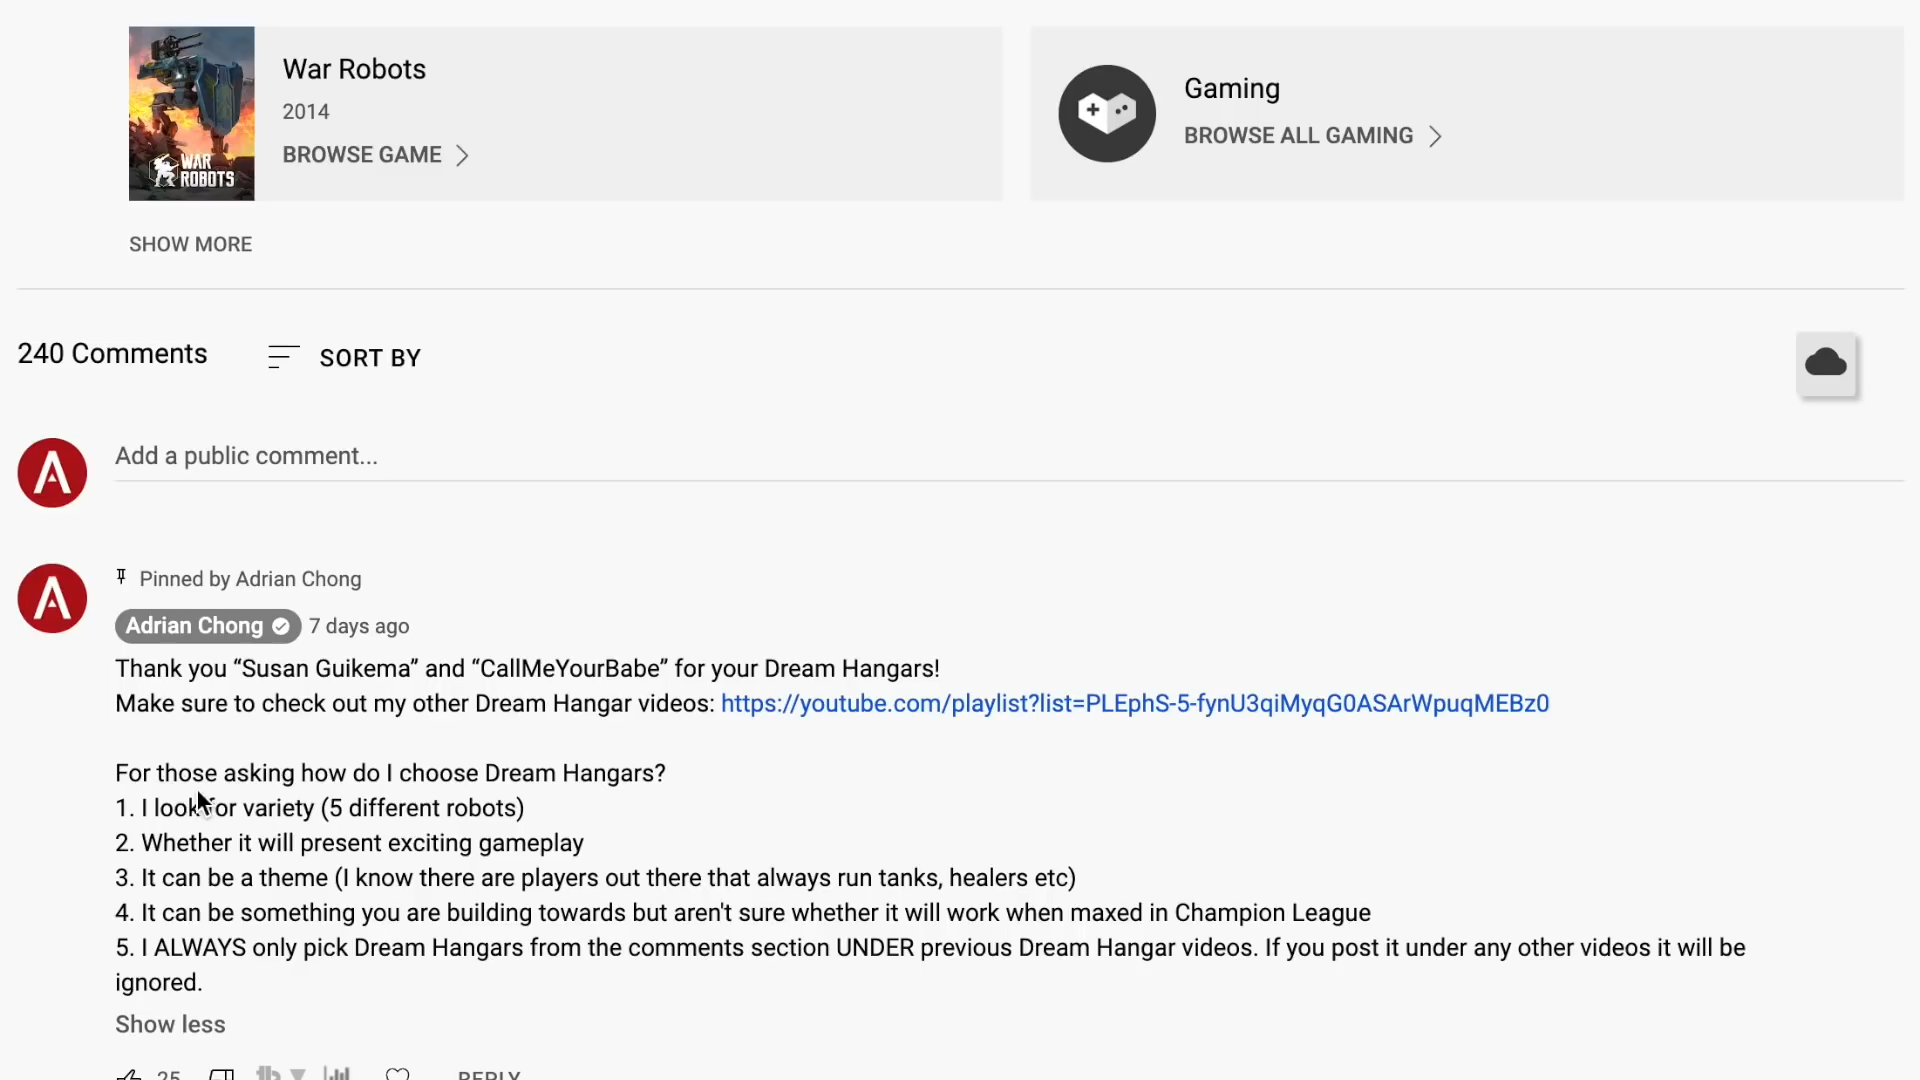 War Robots
2014
BROWSE GAME
WAR
ROBOTS
Gaming
BROWSE ALL GAMING
SHOW MORE
240 Comments
SORT BY
A
Add a public comment...
A
Pinned by Adrian Chong
Adrian Chong 7 days ago
Thank you “Susan Guikema” and “CallMeYourBabe” for your Dream Hangars!
Make sure to check out my other Dream Hangar videos: https://youtube.com/playlist?list=PLEphS-5-fynU3qiMyqG0ASArWpuqMEBz0
For those asking how do I choose Dream Hangars?
1. I look for variety (5 different robots)
2. Whether it will present exciting gameplay
3. It can be a theme (I know there are players out there that always run tanks, healers etc)
4. It can be something you are building towards but aren't sure whether it will work when maxed in Champion League
5. I ALWAYS only pick Dream Hangars from the comments section UNDER previous Dream Hangar videos. If you post it under any other videos it will be
ignored.
Show less
25 REPLY